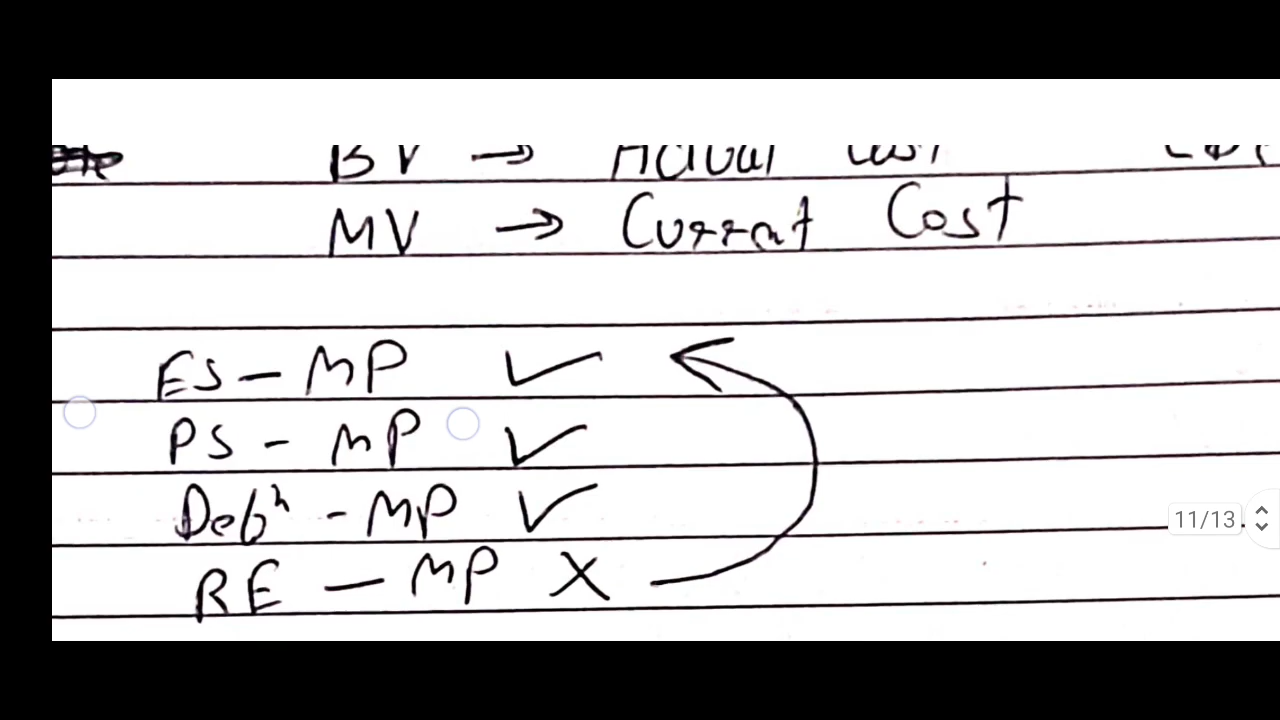 BV → Actual Cost
MV → Current Cost
ES - MP ✓
PS - MP ✓
Debⁿ - MP ✓
RE - MP X
11/13